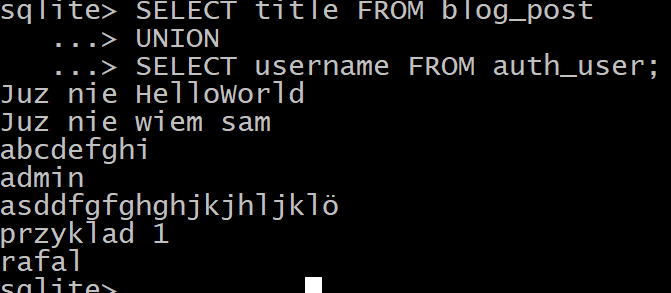 sqlite> SELECT title FROM blog_post
   ...> UNION
   ...> SELECT username FROM auth_user;
Juz nie HelloWorld
Juz nie wiem sam
abcdefghi
admin
asddfgfghghjkjhljklö
przyklad 1
rafal
sqlite>